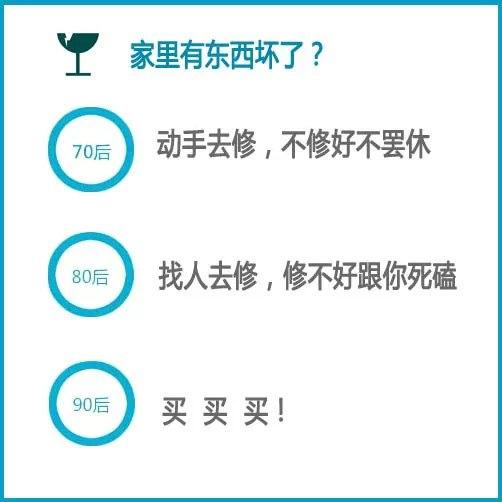 家里有东西坏了？
70后
动手去修，不修好不罢休
80后
找人去修，修不好跟你死磕
90后
买 买 买！